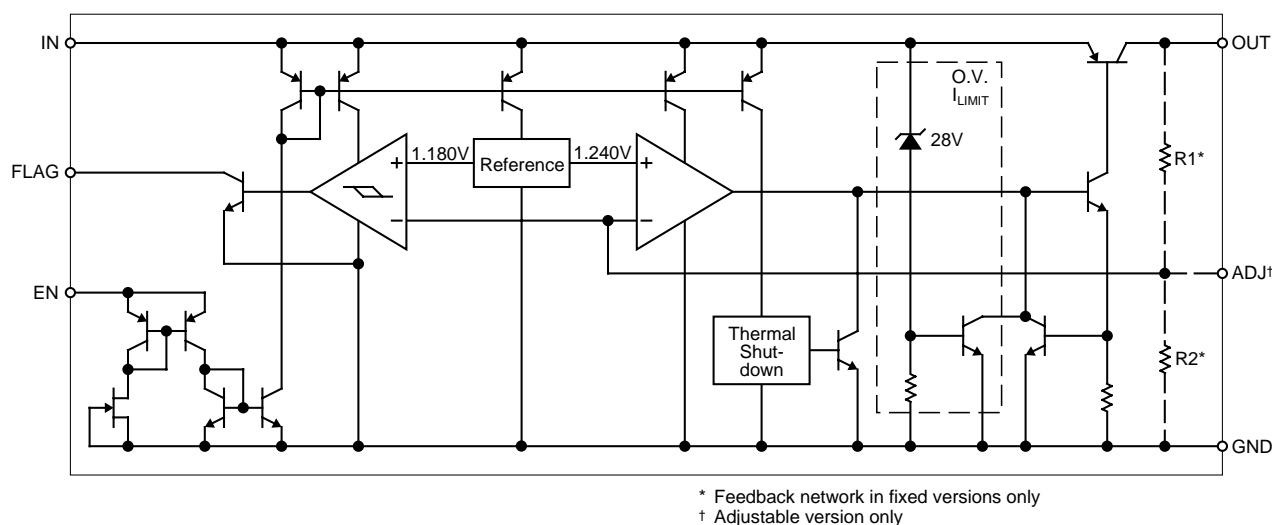 IN
OUT
O.V.
ILIMIT
28V
R1*
1.180V
Reference
1.240V
+
+
FLAG
−
−
ADJ†
EN
Thermal
Shut-
down
R2*
GND
* Feedback network in fixed versions only
† Adjustable version only